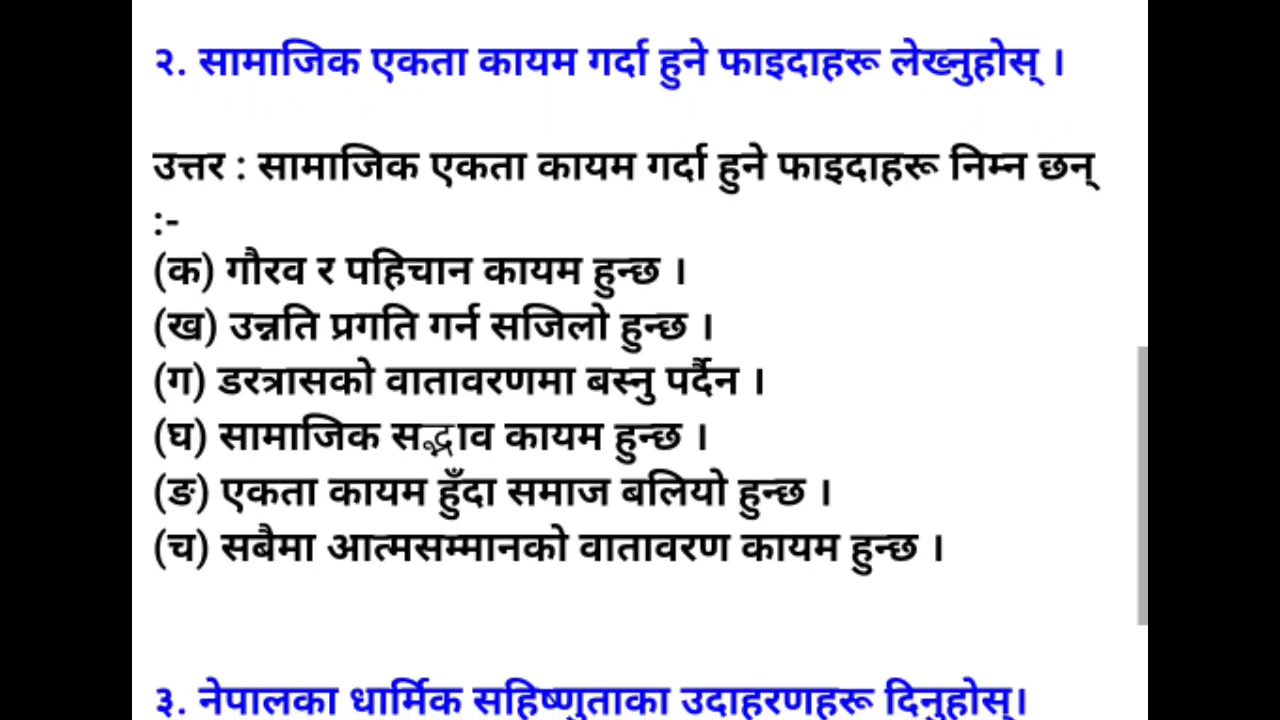 २. सामाजिक एकता कायम गर्दा हुने फाइदाहरू लेख्नुहोस् ।
उत्तर : सामाजिक एकता कायम गर्दा हुने फाइदाहरू निम्न छन्
:-
(क) गौरव र पहिचान कायम हुन्छ ।
(ख) उन्नति प्रगति गर्न सजिलो हुन्छ ।
(ग) डरत्रासको वातावरणमा बस्नु पर्दैन ।
(घ) सामाजिक सद्भाव कायम हुन्छ ।
(ङ) एकता कायम हुँदा समाज बलियो हुन्छ ।
(च) सबैमा आत्मसम्मानको वातावरण कायम हुन्छ ।
३. नेपालका धार्मिक सहिष्णुताका उदाहरणहरू दिनुहोस्।